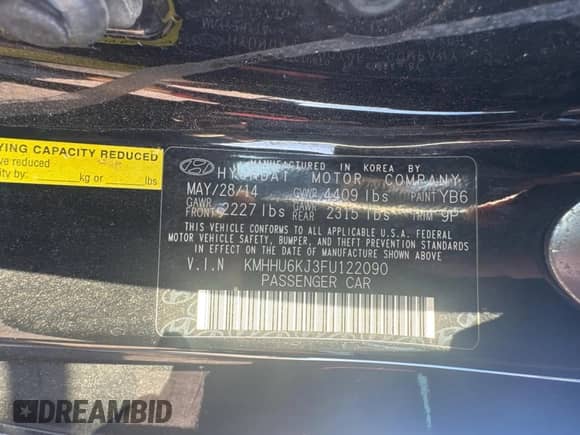 YING CAPACITY REDUCED
ve reduced
kg or lbs
MANUFACTURED IN KOREA BY
HYUNDAI MOTOR COMPANY
MAY/28/14 GVWR 4409 lbs PAINT YB6
GAWR FRONT 2227 lbs GAWR REAR 2315 lbs TRIM 9P
THIS VEHICLE CONFORMS TO ALL APPLICABLE U.S.A. FEDERAL
MOTOR VEHICLE SAFETY, BUMPER, AND THEFT PREVENTION STANDARDS
IN EFFECT ON THE DATE OF MANUFACTURE SHOWN ABOVE.
V.I.N KMHHU6KJ3FU122090
PASSENGER CAR
DREAMBID